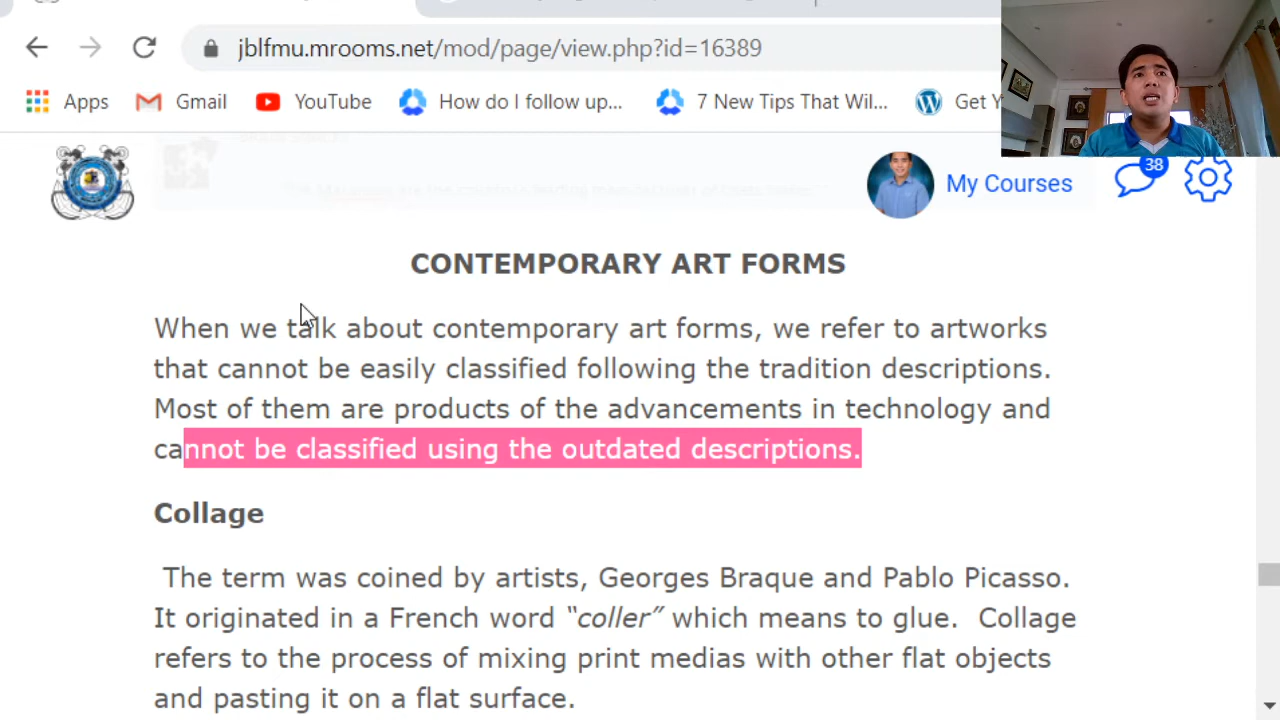 jblfmu.mrooms.net/mod/page/view.php?id=16389
Apps Gmail YouTube How do I follow up... 7 New Tips That Wil... Get Y
My Courses 38
CONTEMPORARY ART FORMS
When we talk about contemporary art forms, we refer to artworks
that cannot be easily classified following the tradition descriptions.
Most of them are products of the advancements in technology and
cannot be classified using the outdated descriptions.
Collage
The term was coined by artists, Georges Braque and Pablo Picasso.
It originated in a French word “coller” which means to glue. Collage
refers to the process of mixing print medias with other flat objects
and pasting it on a flat surface.